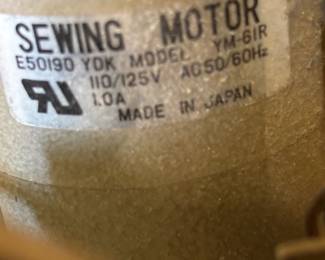 SEWING MOTOR
E50190 YDK MODEL YM-61R
110/125V AC50/60Hz
1.0A
MADE IN JAPAN